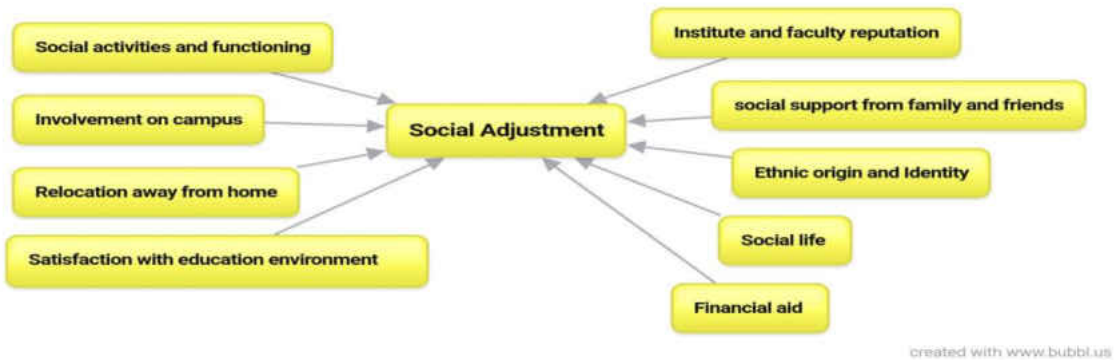 Social activities and functioning
Involvement on campus
Relocation away from home
Satisfaction with education environment
Social Adjustment
Institute and faculty reputation
social support from family and friends
Ethnic origin and Identity
Social life
Financial aid
created with www.bubbl.us